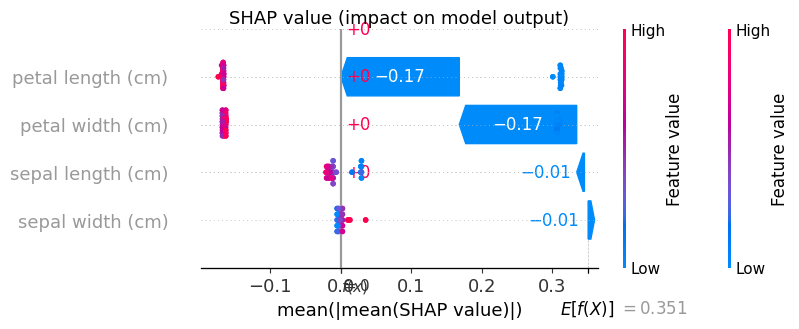 SHAP value (impact on model output)
+0
High
High
petal length (cm)
+0
−0.17
petal width (cm)
+0
−0.17
Feature value
Feature value
sepal length (cm)
+0
−0.01
sepal width (cm)
−0.01
Low
Low
−0.1
0.0
0.1
0.2
0.3
mean(|mean(SHAP value)|)
E[f(X)] = 0.351